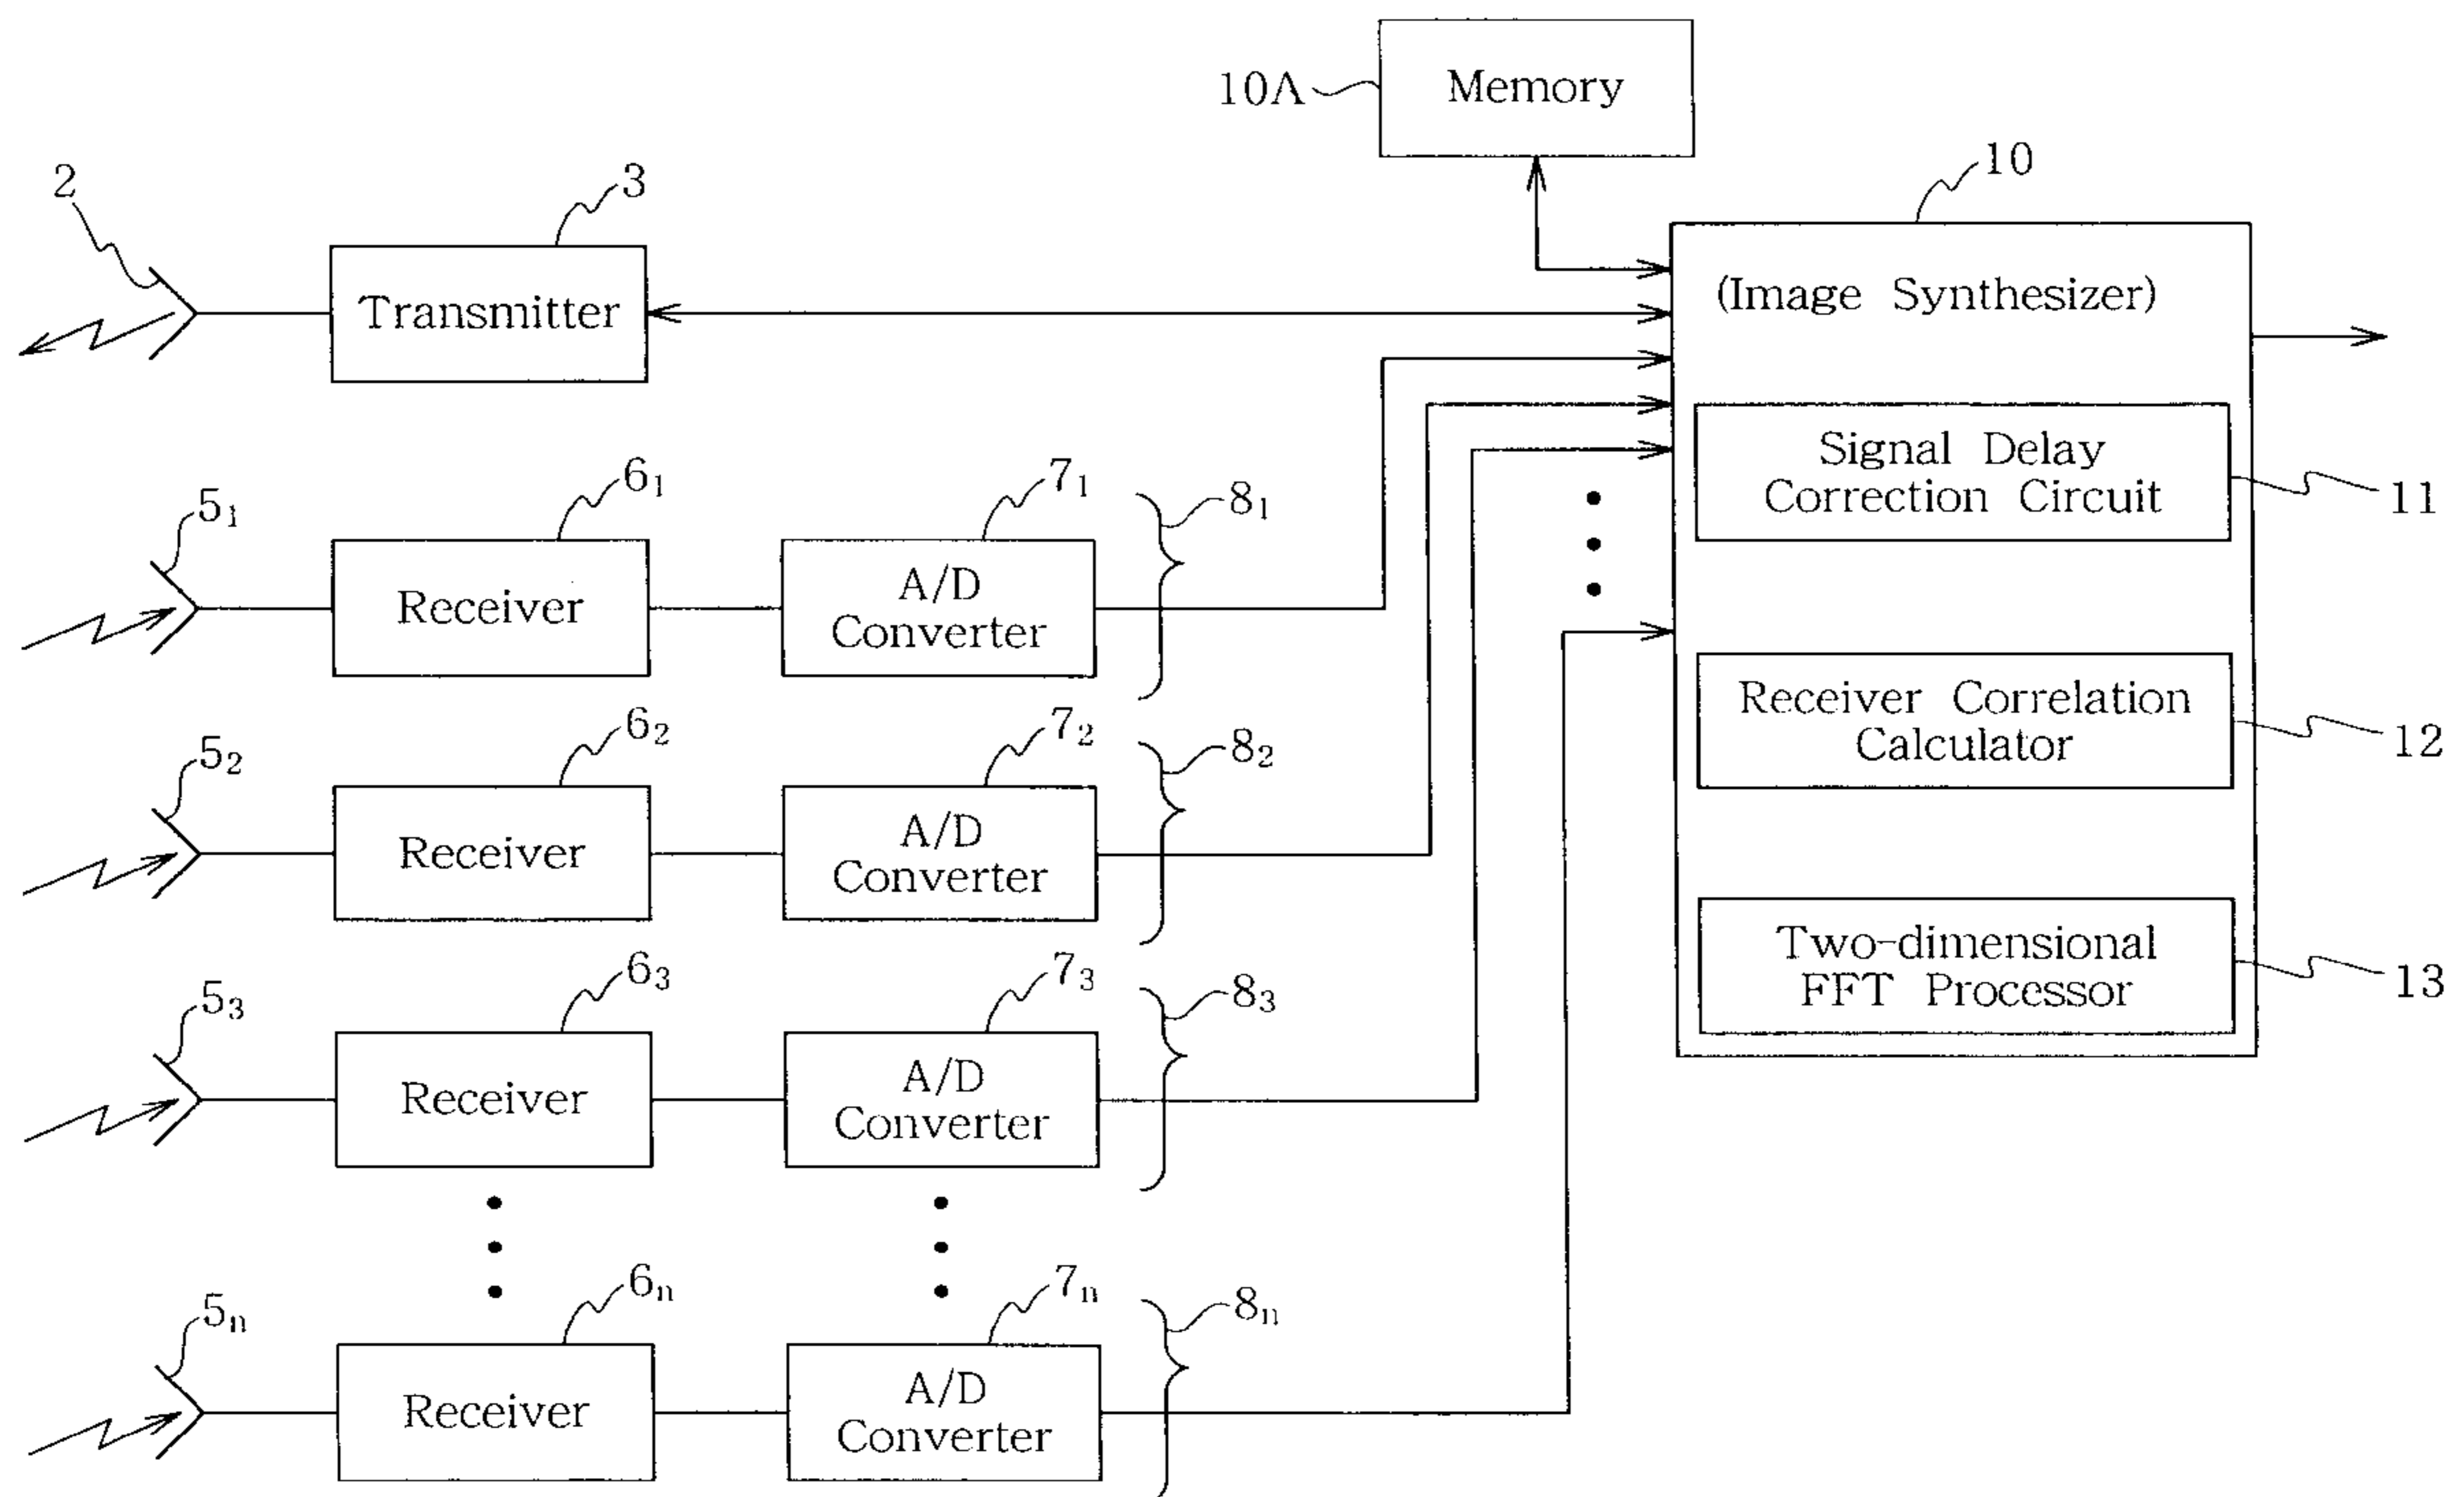 10A
Memory
2
3
10
Transmitter
(Image Synthesizer)
5₁
6₁
7₁
8₁
Signal Delay
Correction Circuit
11
Receiver
A/D
Converter
5₂
6₂
7₂
8₂
Receiver Correlation
Calculator
12
Receiver
A/D
Converter
5₃
6₃
7₃
8₃
Two-dimensional
FFT Processor
13
Receiver
A/D
Converter
5ₙ
6ₙ
7ₙ
8ₙ
Receiver
A/D
Converter